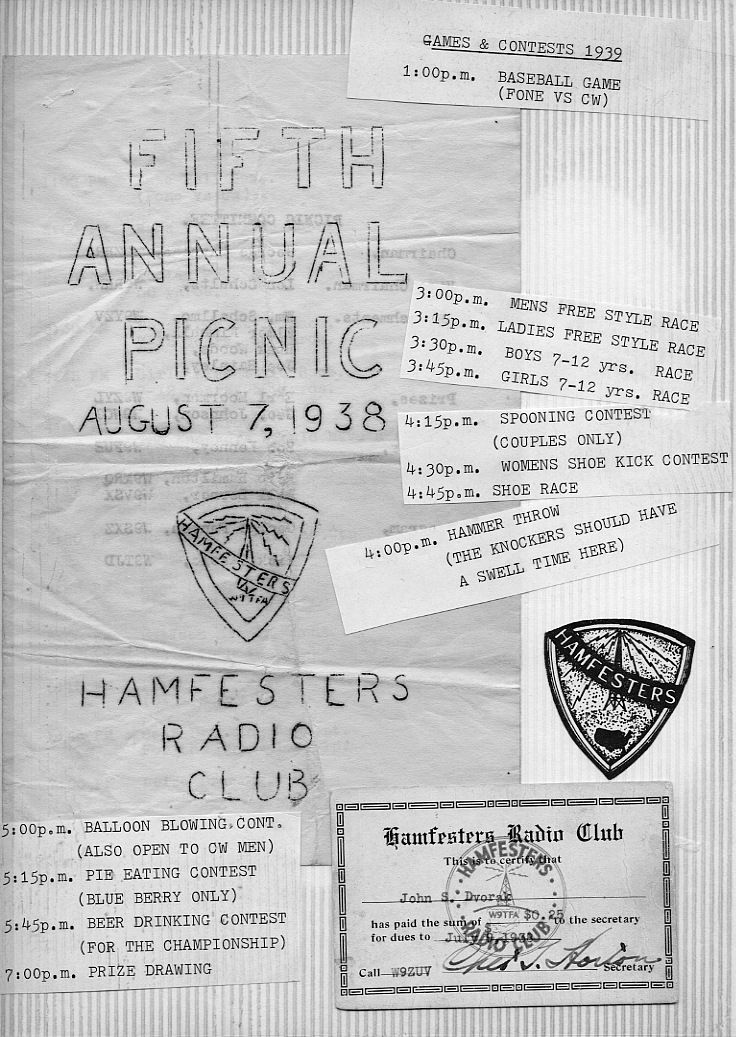 GAMES & CONTESTS 1939
1:00p.m. BASEBALL GAME
(FONE VS CW)
FIFTH
ANNUAL
PICNIC
AUGUST 7, 1938
HAMFESTERS
W9TFA
HAMFESTERS
RADIO
CLUB
3:00p.m. MENS FREE STYLE RACE
3:15p.m. LADIES FREE STYLE RACE
3:30p.m. BOYS 7-12 yrs. RACE
3:45p.m. GIRLS 7-12 yrs. RACE
4:15p.m. SPOONING CONTEST
(COUPLES ONLY)
4:30p.m. WOMENS SHOE KICK CONTEST
4:45p.m. SHOE RACE
4:00p.m. HAMMER THROW
(THE KNOCKERS SHOULD HAVE
A SWELL TIME HERE)
HAMFESTERS
5:00p.m. BALLOON BLOWING CONT.
(ALSO OPEN TO CW MEN)
5:15p.m. PIE EATING CONTEST
(BLUE BERRY ONLY)
5:45p.m. BEER DRINKING CONTEST
(FOR THE CHAMPIONSHIP)
7:00p.m. PRIZE DRAWING
Hamfesters Radio Club
This is to certify that
John S. Dvorak
has paid the sum of $0.25 to the secretary
for dues to July
Call W9ZUV Secretary
HAMFESTERS
W9TFA
RADIO CLUB